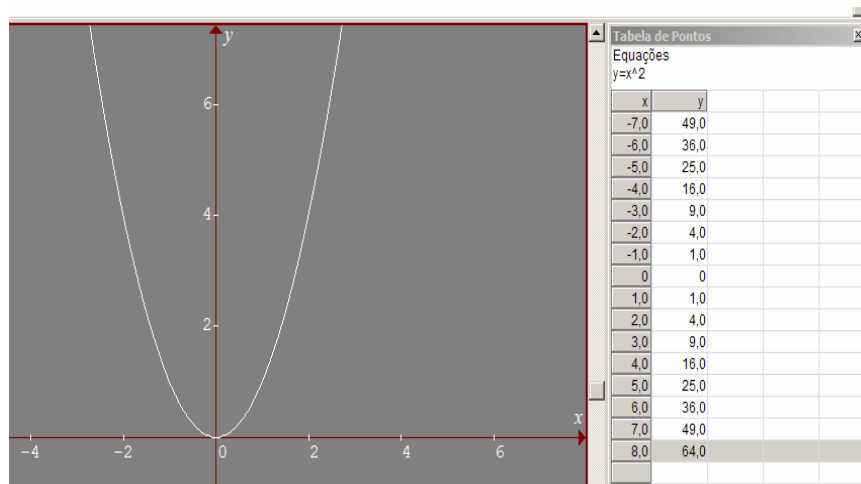 y
6
4
2
x
-4 -2 0 2 4 6
Tabela de Pontos x
Equações
y=x^2
x y
-7,0 49,0
-6,0 36,0
-5,0 25,0
-4,0 16,0
-3,0 9,0
-2,0 4,0
-1,0 1,0
0 0
1,0 1,0
2,0 4,0
3,0 9,0
4,0 16,0
5,0 25,0
6,0 36,0
7,0 49,0
8,0 64,0